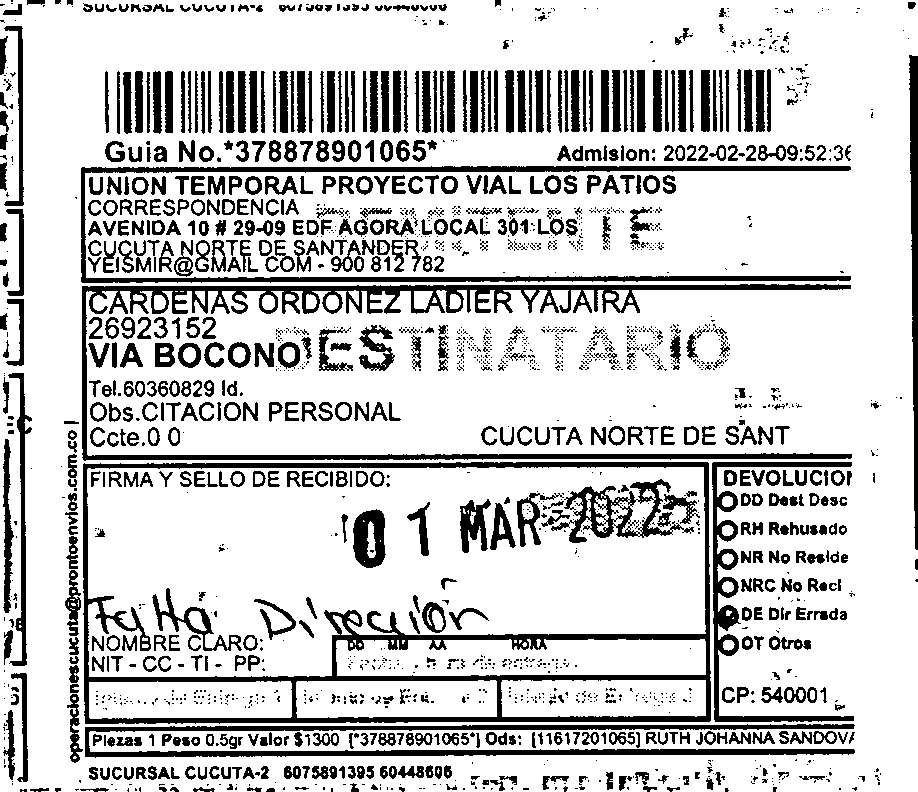 SUCURSAL CUCUTA-2 6075891395 60448606
Guia No.*378878901065*
Admision: 2022-02-28-09:52:36
UNION TEMPORAL PROYECTO VIAL LOS PATIOS
CORRESPONDENCIA
REMITENTE
AVENIDA 10 # 29-09 EDF AGORA LOCAL 301 LOS
CUCUTA NORTE DE SANTANDER
YEISMIR@GMAIL COM - 900 812 782
CARDENAS ORDONEZ LADIER YAJAIRA
26923152
VIA BOCONO
DESTINATARIO
Tel.60360829 Id.
Obs.CITACION PERSONAL
Ccte.0 0
CUCUTA NORTE DE SANT
operacionescucuta@prontoenvios.com.co |
FIRMA Y SELLO DE RECIBIDO:
01 MAR 2022
Falta Dirección
NOMBRE CLARO:
NIT - CC - TI - PP:
DD MM AA HORA
DEVOLUCION
DD Dest Desc
RH Rehusado
NR No Reside
NRC No Recl
DE Dir Errada
OT Otros
CP: 540001
Piezas 1 Peso 0.5gr Valor $1300 [*378878901065*] Ods: [11617201065] RUTH JOHANNA SANDOVA
SUCURSAL CUCUTA-2 6075891395 60448606